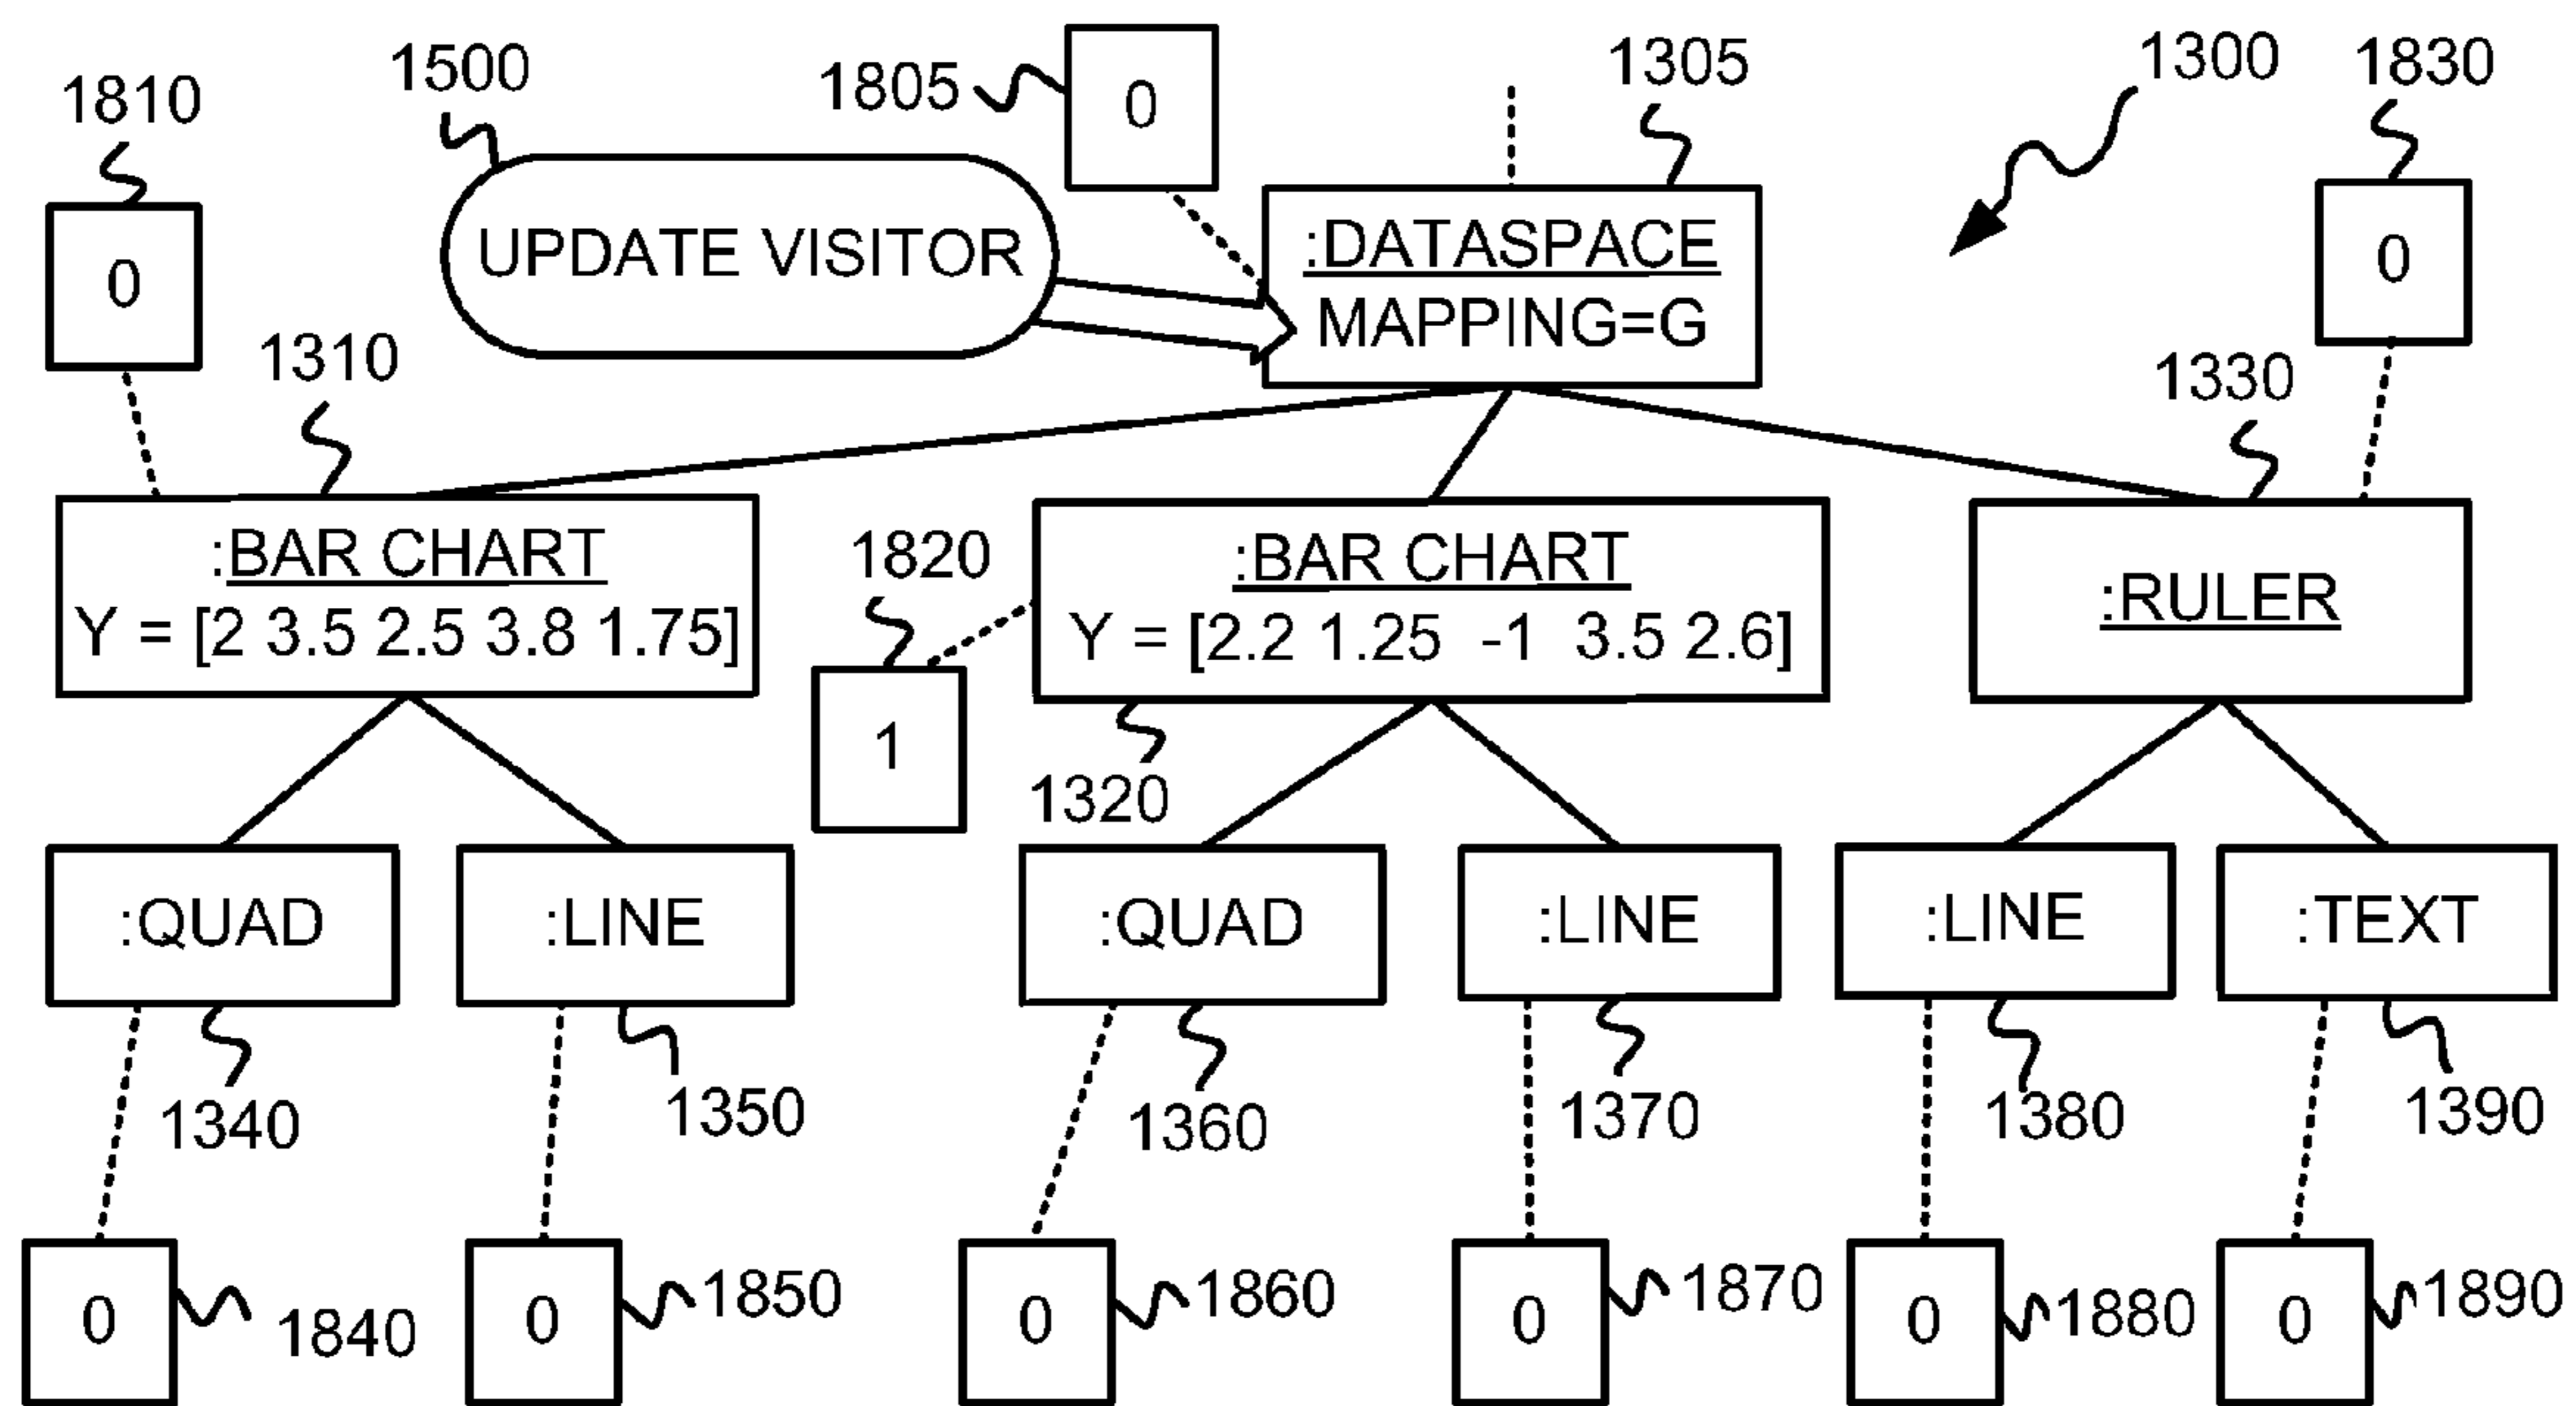 1500
1805
0
1305
1300
1830
1810
0
UPDATE VISITOR
:DATASPACE
MAPPING=G
0
1310
1330
:BAR CHART
Y = [2 3.5 2.5 3.8 1.75]
1820
1
:BAR CHART
Y = [2.2 1.25 -1 3.5 2.6]
1320
:RULER
:QUAD
:LINE
:QUAD
:LINE
:LINE
:TEXT
1340
1350
1360
1370
1380
1390
0
1840
0
1850
0
1860
0
1870
0
1880
0
1890